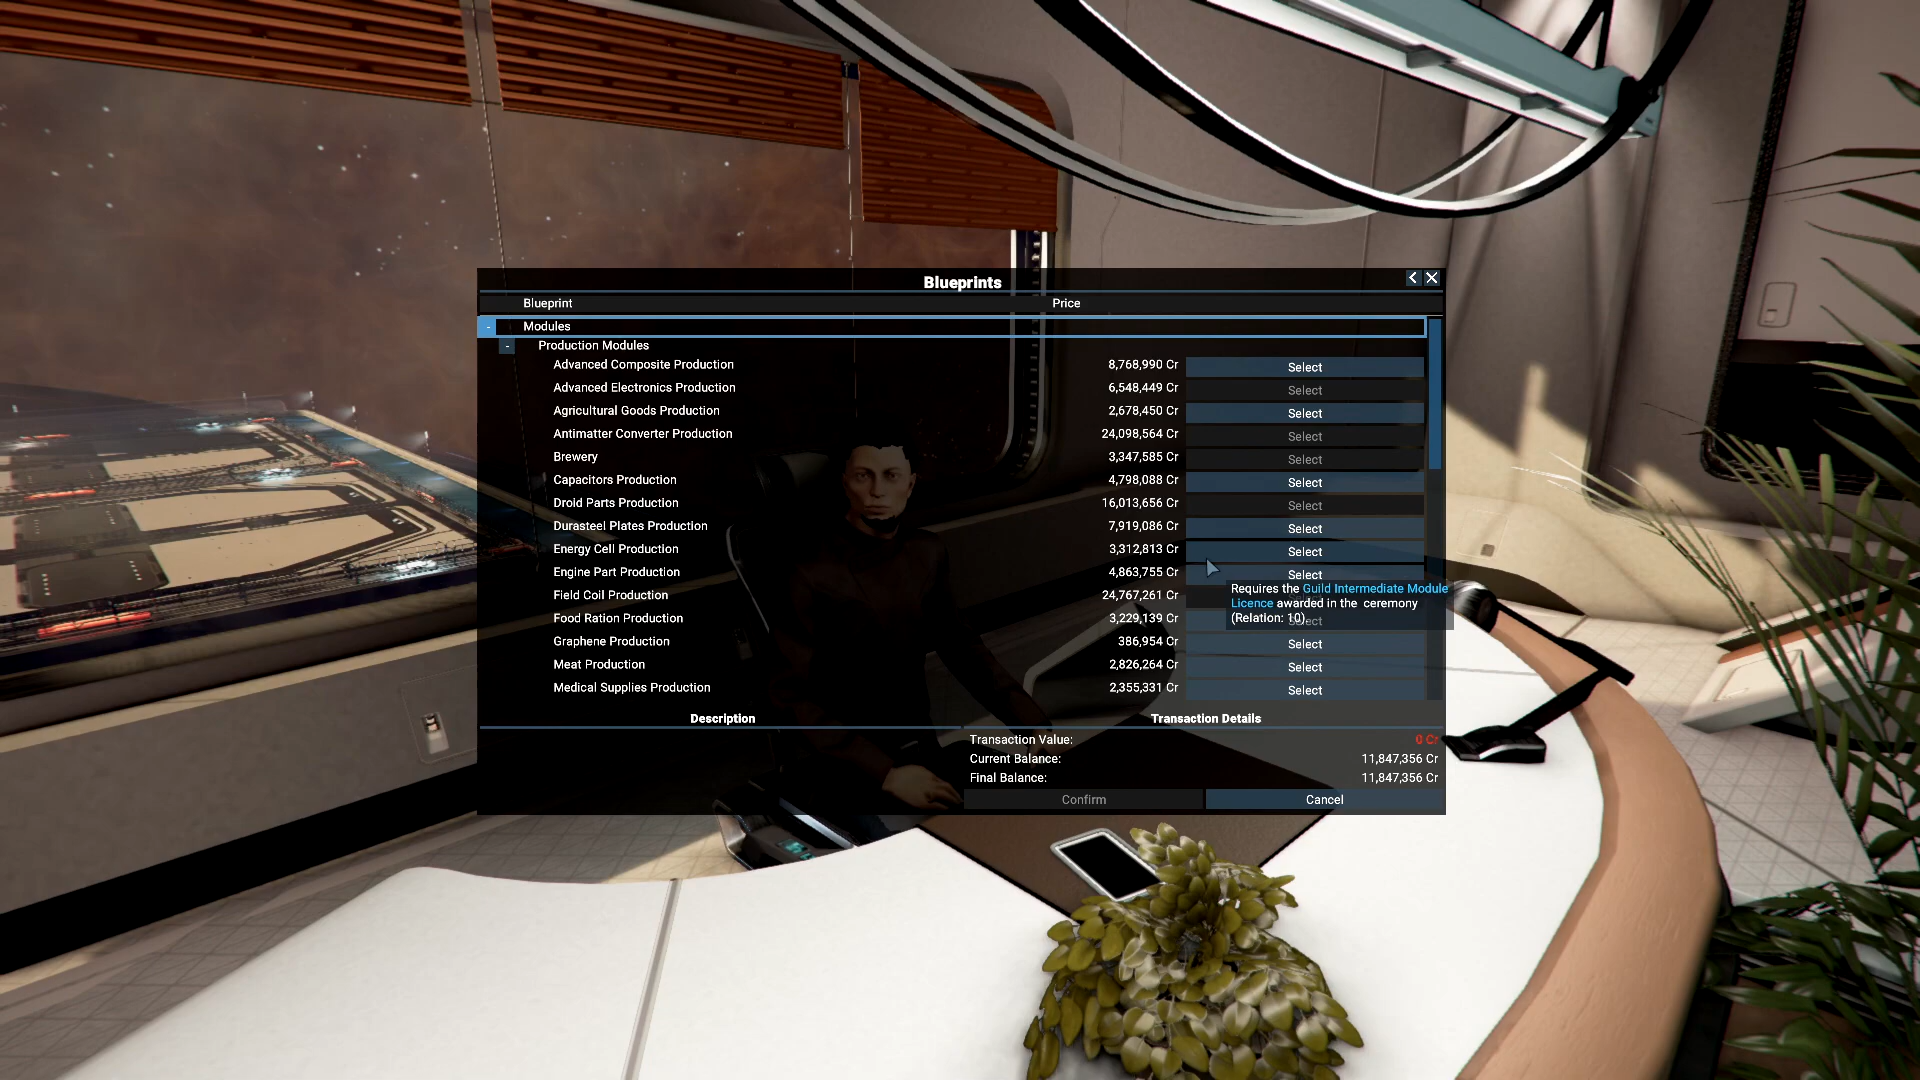 Blueprints
Blueprint Price
- Modules
- Production Modules
Advanced Composite Production 8,768,990 Cr Select
Advanced Electronics Production 6,548,449 Cr Select
Agricultural Goods Production 2,678,450 Cr Select
Antimatter Converter Production 24,098,564 Cr Select
Brewery 3,347,585 Cr Select
Capacitors Production 4,798,088 Cr Select
Droid Parts Production 16,013,656 Cr Select
Durasteel Plates Production 7,919,086 Cr Select
Energy Cell Production 3,312,813 Cr Select
Engine Part Production 4,863,755 Cr Select
Field Coil Production 24,767,261 Cr
Food Ration Production 3,229,139 Cr Select
Graphene Production 386,954 Cr Select
Meat Production 2,826,264 Cr Select
Medical Supplies Production 2,355,331 Cr Select
Requires the Guild Intermediate Module
Licence awarded in the ceremony
(Relation: 10).
Description
Transaction Details
Transaction Value: 0 Cr
Current Balance: 11,847,356 Cr
Final Balance: 11,847,356 Cr
Confirm Cancel